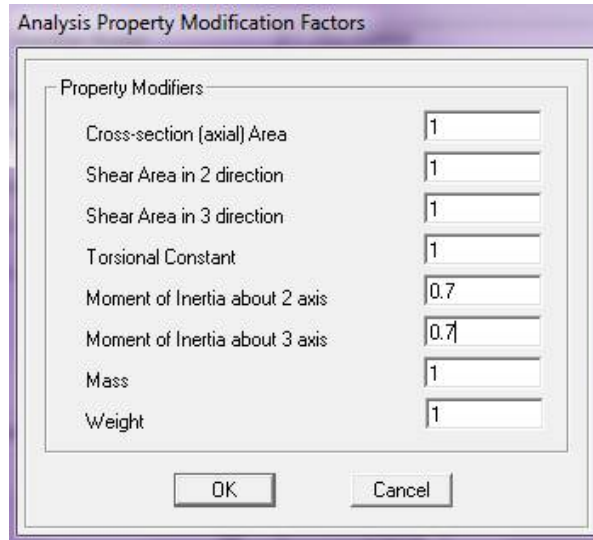 Analysis Property Modification Factors
Property Modifiers
Cross-section (axial) Area 1
Shear Area in 2 direction 1
Shear Area in 3 direction 1
Torsional Constant 1
Moment of Inertia about 2 axis 0.7
Moment of Inertia about 3 axis 0.7
Mass 1
Weight 1
OK Cancel